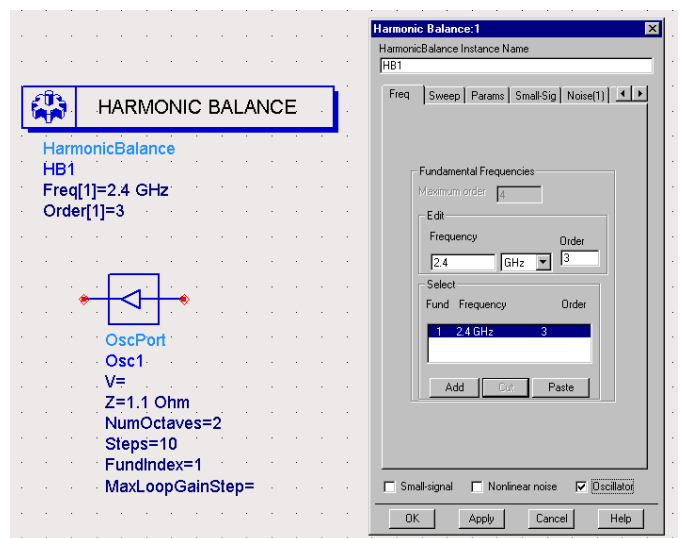 HARMONIC BALANCE
HarmonicBalance
HB1
Freq[1]=2.4 GHz
Order[1]=3
OscPort
Osc1
V=
Z=1.1 Ohm
NumOctaves=2
Steps=10
FundIndex=1
MaxLoopGainStep=
Harmonic Balance:1
HarmonicBalance Instance Name
HB1
Freq Sweep Params Small-Sig Noise(1)
Fundamental Frequencies
Maximum order 4
Edit
Frequency Order
2.4 GHz 3
Select
Fund Frequency Order
1 2.4 GHz 3
Add Cut Paste
Small-signal Nonlinear noise Oscillator
OK Apply Cancel Help